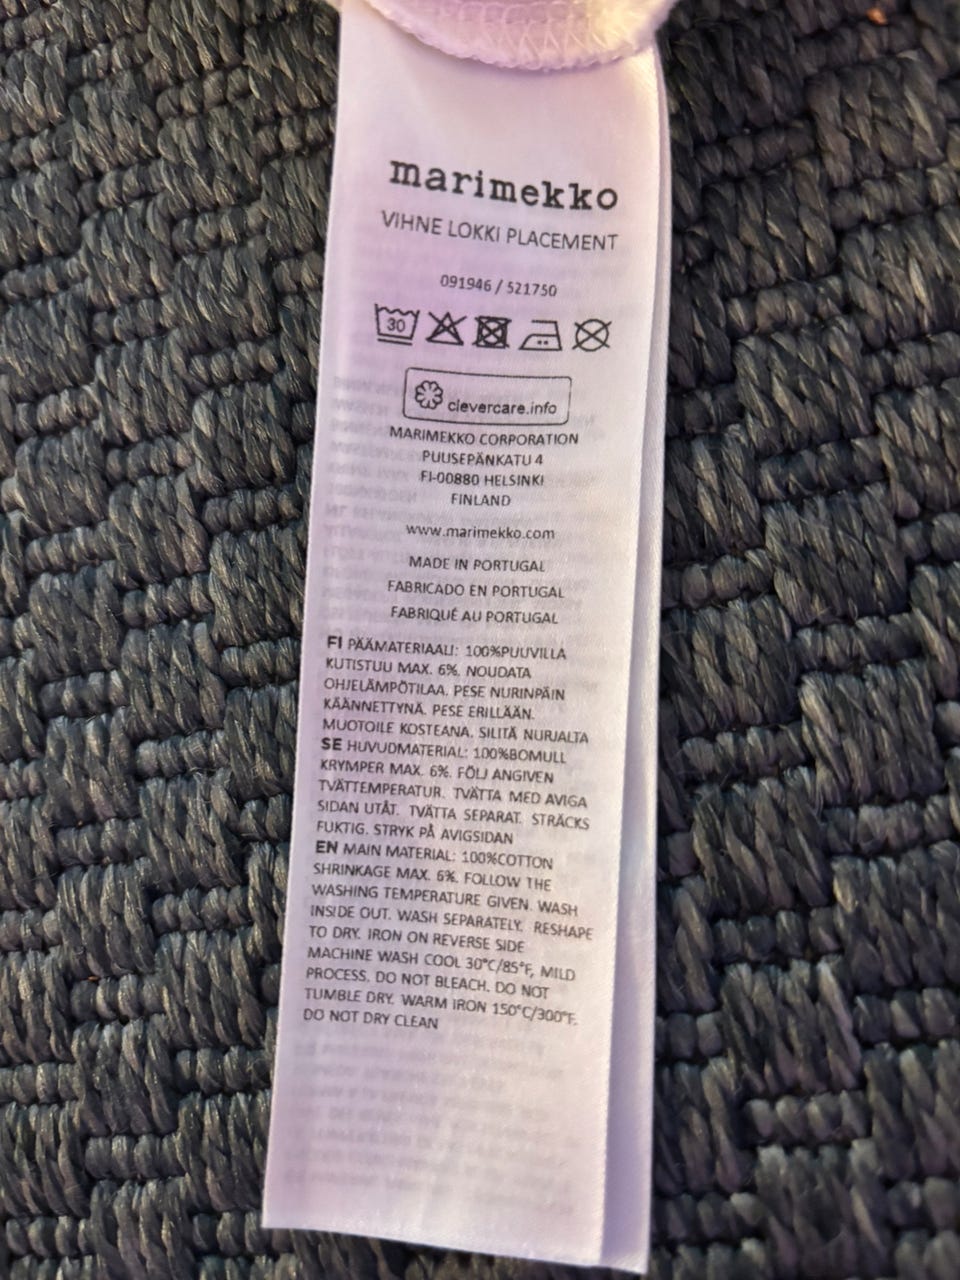 marimekko
VIHNE LOKKI PLACEMENT
091946 / 521750
30
clevercare.info
MARIMEKKO CORPORATION
PUUSEPÄNKATU 4
FI-00880 HELSINKI
FINLAND
www.marimekko.com
MADE IN PORTUGAL
FABRICADO EN PORTUGAL
FABRIQUÉ AU PORTUGAL
FI PÄÄMATERIAALI: 100%PUUVILLA
KUTISTUU MAX. 6%. NOUDATA
OHJELÄMPÖTILAA. PESE NURINPÄIN
KÄÄNNETTYNÄ. PESE ERILLÄÄN.
MUOTOILE KOSTEANA. SILITÄ NURJALTA
SE HUVUDMATERIAL: 100%BOMULL
KRYMPER MAX. 6%. FÖLJ ANGIVEN
TVÄTTEMPERATUR. TVÄTTA MED AVIGA
SIDAN UTÅT. TVÄTTA SEPARAT. STRÄCKS
FUKTIG. STRYK PÅ AVIGSIDAN
EN MAIN MATERIAL: 100%COTTON
SHRINKAGE MAX. 6%. FOLLOW THE
WASHING TEMPERATURE GIVEN. WASH
INSIDE OUT. WASH SEPARATELY. RESHAPE
TO DRY. IRON ON REVERSE SIDE
MACHINE WASH COOL 30°C/85°F, MILD
PROCESS. DO NOT BLEACH. DO NOT
TUMBLE DRY. WARM IRON 150°C/300°F.
DO NOT DRY CLEAN